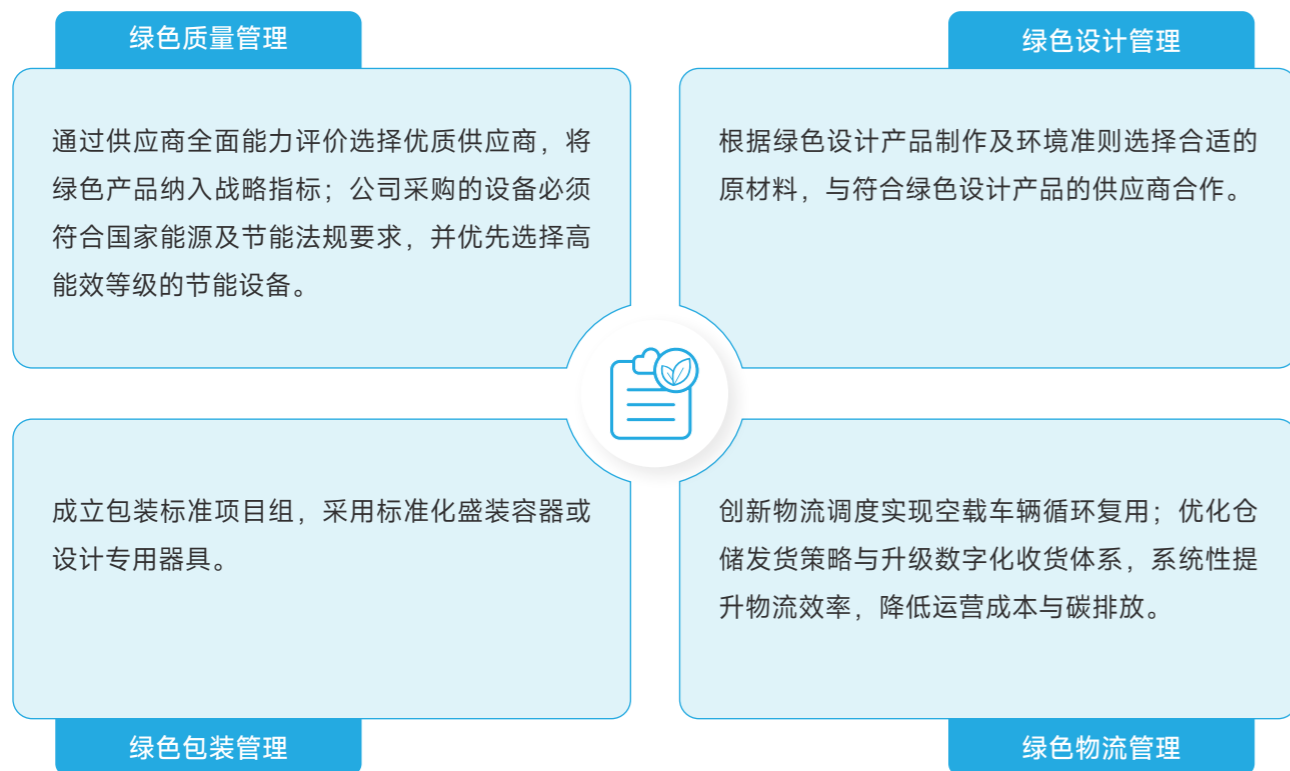 绿色质量管理
通过供应商全面能力评价选择优质供应商，将
绿色产品纳入战略指标；公司采购的设备必须
符合国家能源及节能法规要求，并优先选择高
能效等级的节能设备。
绿色设计管理
根据绿色设计产品制作及环境准则选择合适的
原材料，与符合绿色设计产品的供应商合作。
成立包装标准项目组，采用标准化盛装容器或
设计专用器具。
绿色包装管理
创新物流调度实现空载车辆循环复用；优化仓
储发货策略与升级数字化收货体系，系统性提
升物流效率，降低运营成本与碳排放。
绿色物流管理